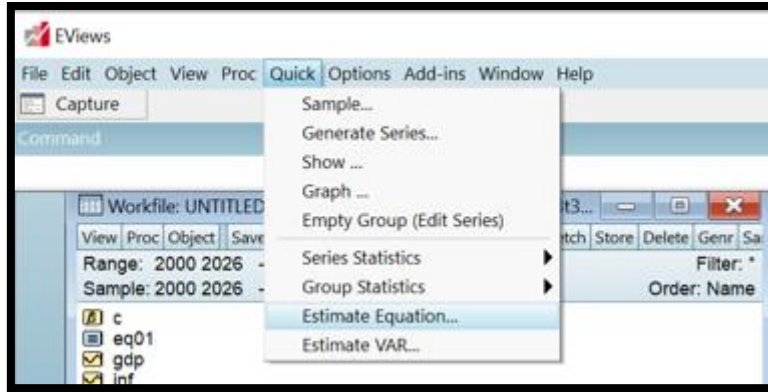 EViews
File Edit Object View Proc Quick Options Add-ins Window Help
Capture
Command
Sample...
Generate Series...
Show ...
Graph ...
Empty Group (Edit Series)
Series Statistics
Group Statistics
Estimate Equation...
Estimate VAR...
Workfile: UNTITLED
View Proc Object Save
tch Store Delete Genr Sa
Range: 2000 2026 -
Filter: *
Sample: 2000 2026 -
Order: Name
c
eq01
gdp
inf